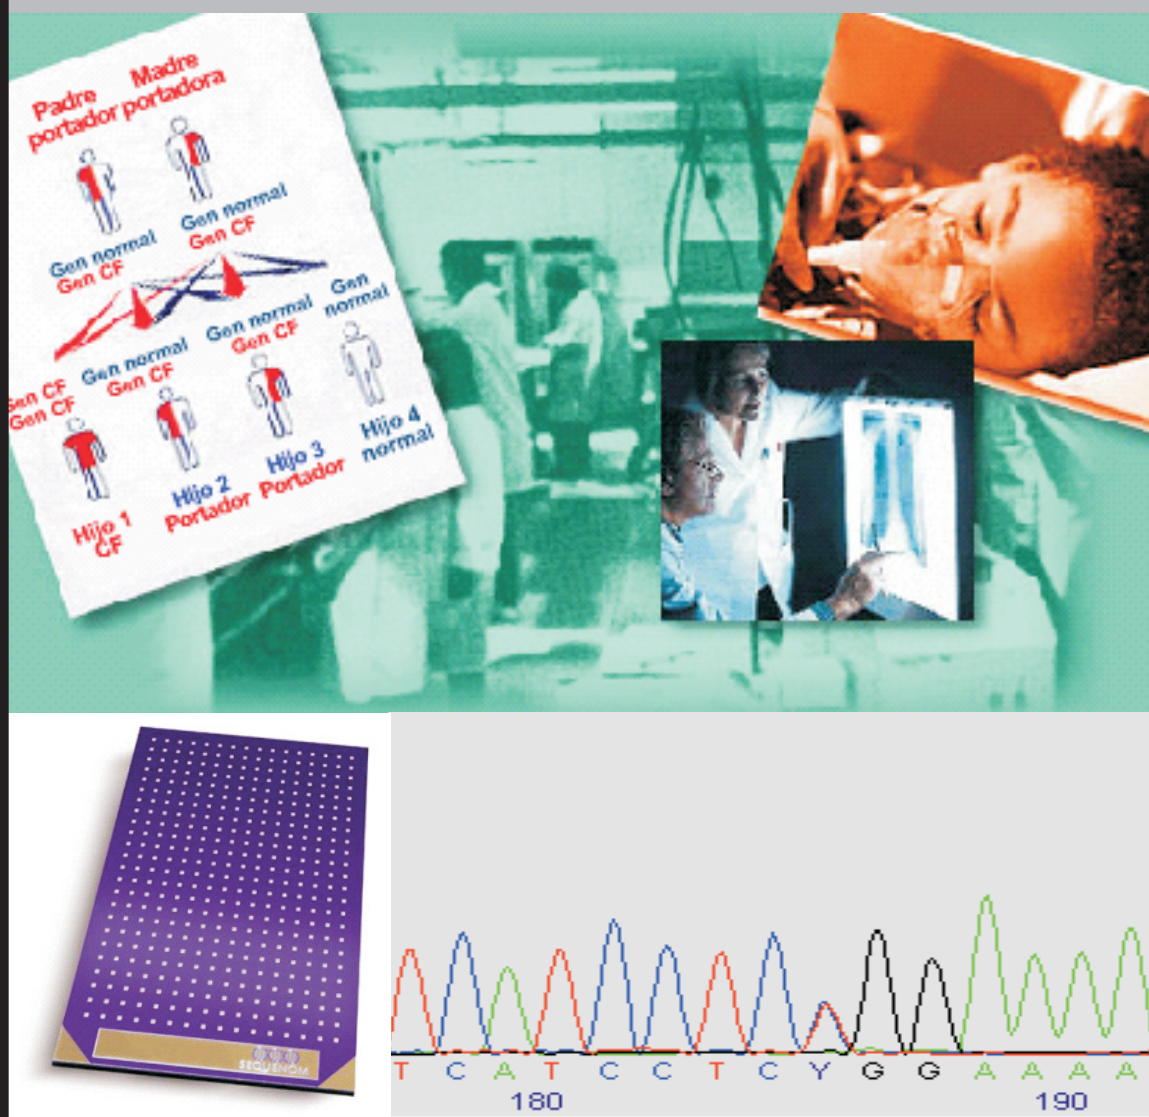 Padre
portador
Madre
portadora
Gen normal
Gen CF
Gen normal
Gen CF
Gen CF
Gen CF
Gen normal
Gen CF
Gen normal
Gen CF
Gen
normal
Hijo 1
CF
Hijo 2
Portador
Hijo 3
Portador
Hijo 4
normal
SEQUENOM
T C A T C C T C Y G G A A A A
180 190